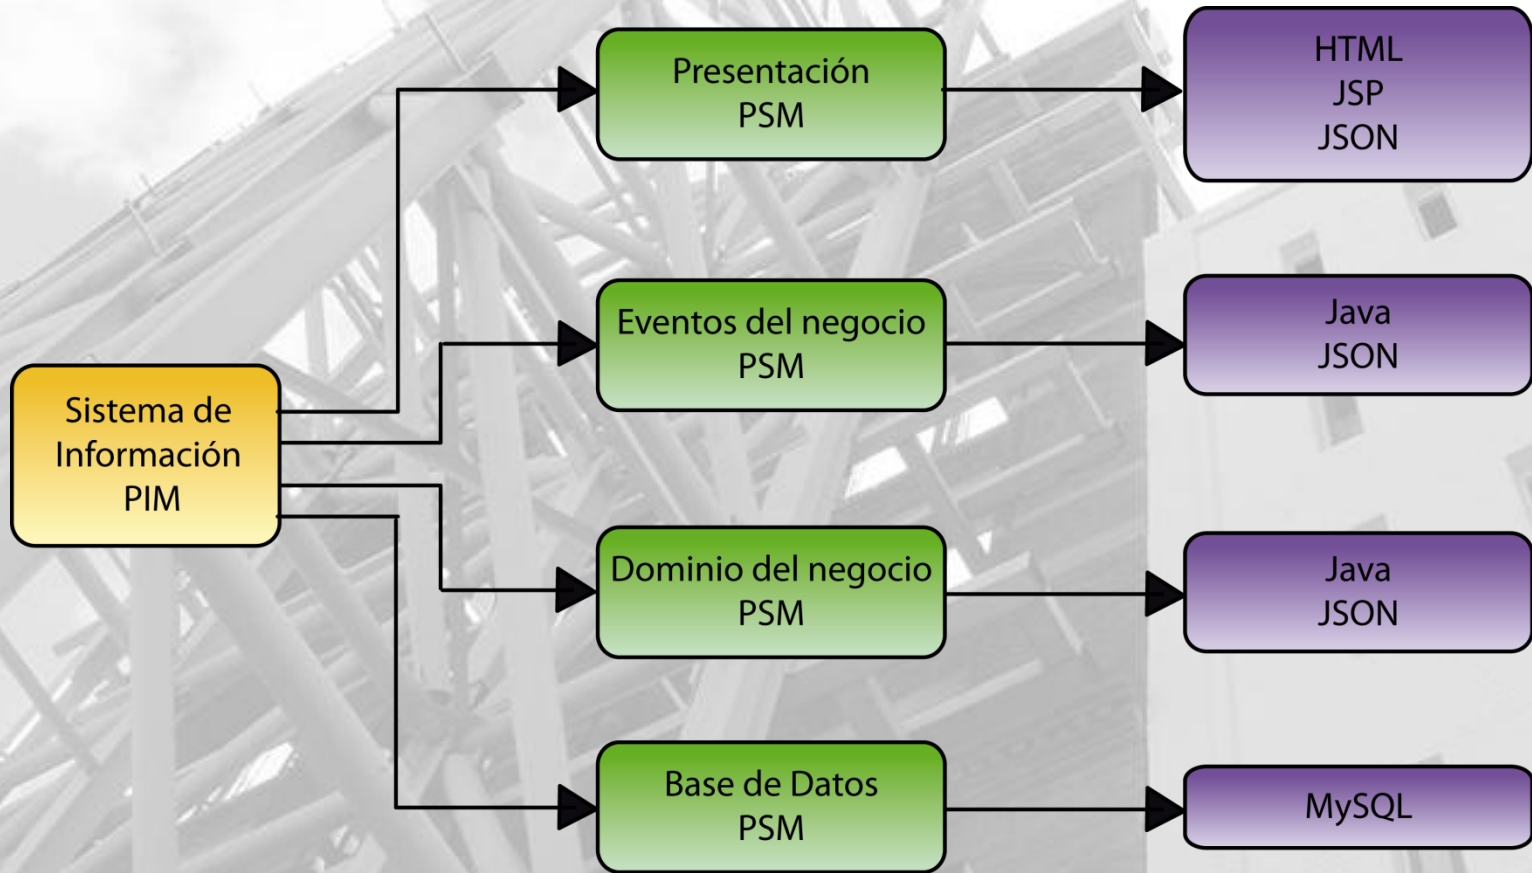 Presentación
PSM
HTML
JSP
JSON
Eventos del negocio
PSM
Java
JSON
Sistema de
Información
PIM
Dominio del negocio
PSM
Java
JSON
Base de Datos
PSM
MySQL